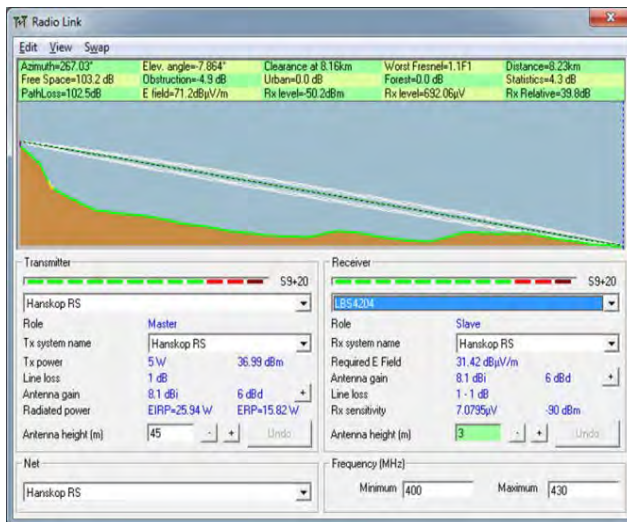 Radio Link
Edit View Swap
Azimuth=267.03° Elev. angle=-7.864° Clearance at 8.16km Worst Fresnel=1.1F1 Distance=8.23km
Free Space=103.2 dB Obstruction=-4.9 dB Urban=0.0 dB Forest=0.0 dB Statistics=4.3 dB
PathLoss=102.5dB E field=71.2dBµV/m Rx level=-50.2dBm Rx level=692.06µV Rx Relative=39.8dB
Transmitter
S9+20
Hanskop RS
Role Master
Tx system name Hanskop RS
Tx power 5 W 36.99 dBm
Line loss 1 dB
Antenna gain 8.1 dBi 6 dBd +
Radiated power EIRP=25.94 W ERP=15.82 W
Antenna height (m) 45 - + Undo
Net
Hanskop RS
Receiver
S9+20
LBS4204
Role Slave
Rx system name Hanskop RS
Required E Field 31.42 dBµV/m
Antenna gain 8.1 dBi 6 dBd +
Line loss 1 - 1 dB
Rx sensitivity 7.0795µV -90 dBm
Antenna height (m) 3 - + Undo
Frequency (MHz)
Minimum 400 Maximum 430